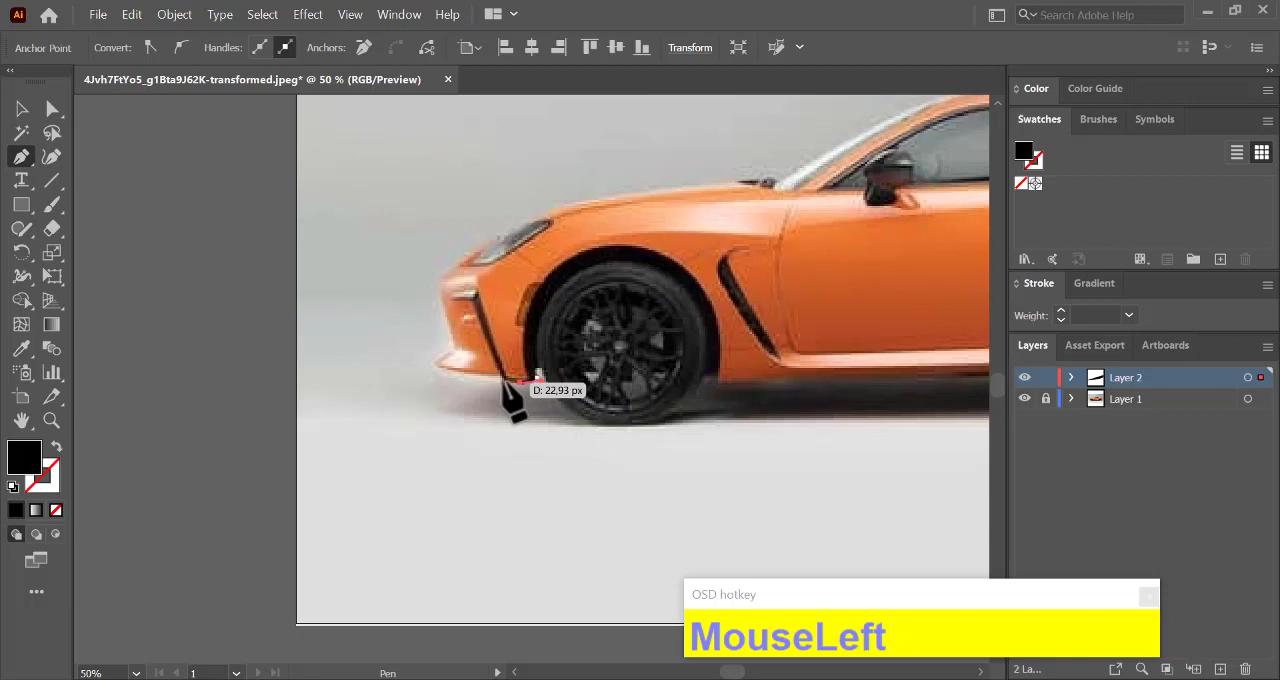 Ai File Edit Object Type Select Effect View Window Help Search Adobe Help
Anchor Point Convert: Handles: Anchors: Transform
4Jvh7FtYo5_g1Bta9J62K-transformed.jpeg* @ 50 % (RGB/Preview)
Color Color Guide
Swatches Brushes Symbols
Stroke Gradient
Weight:
Layers Asset Export Artboards
Layer 2
Layer 1
D: 22,93 px
OSD hotkey
MouseLeft
50% 1 Pen 2 La...